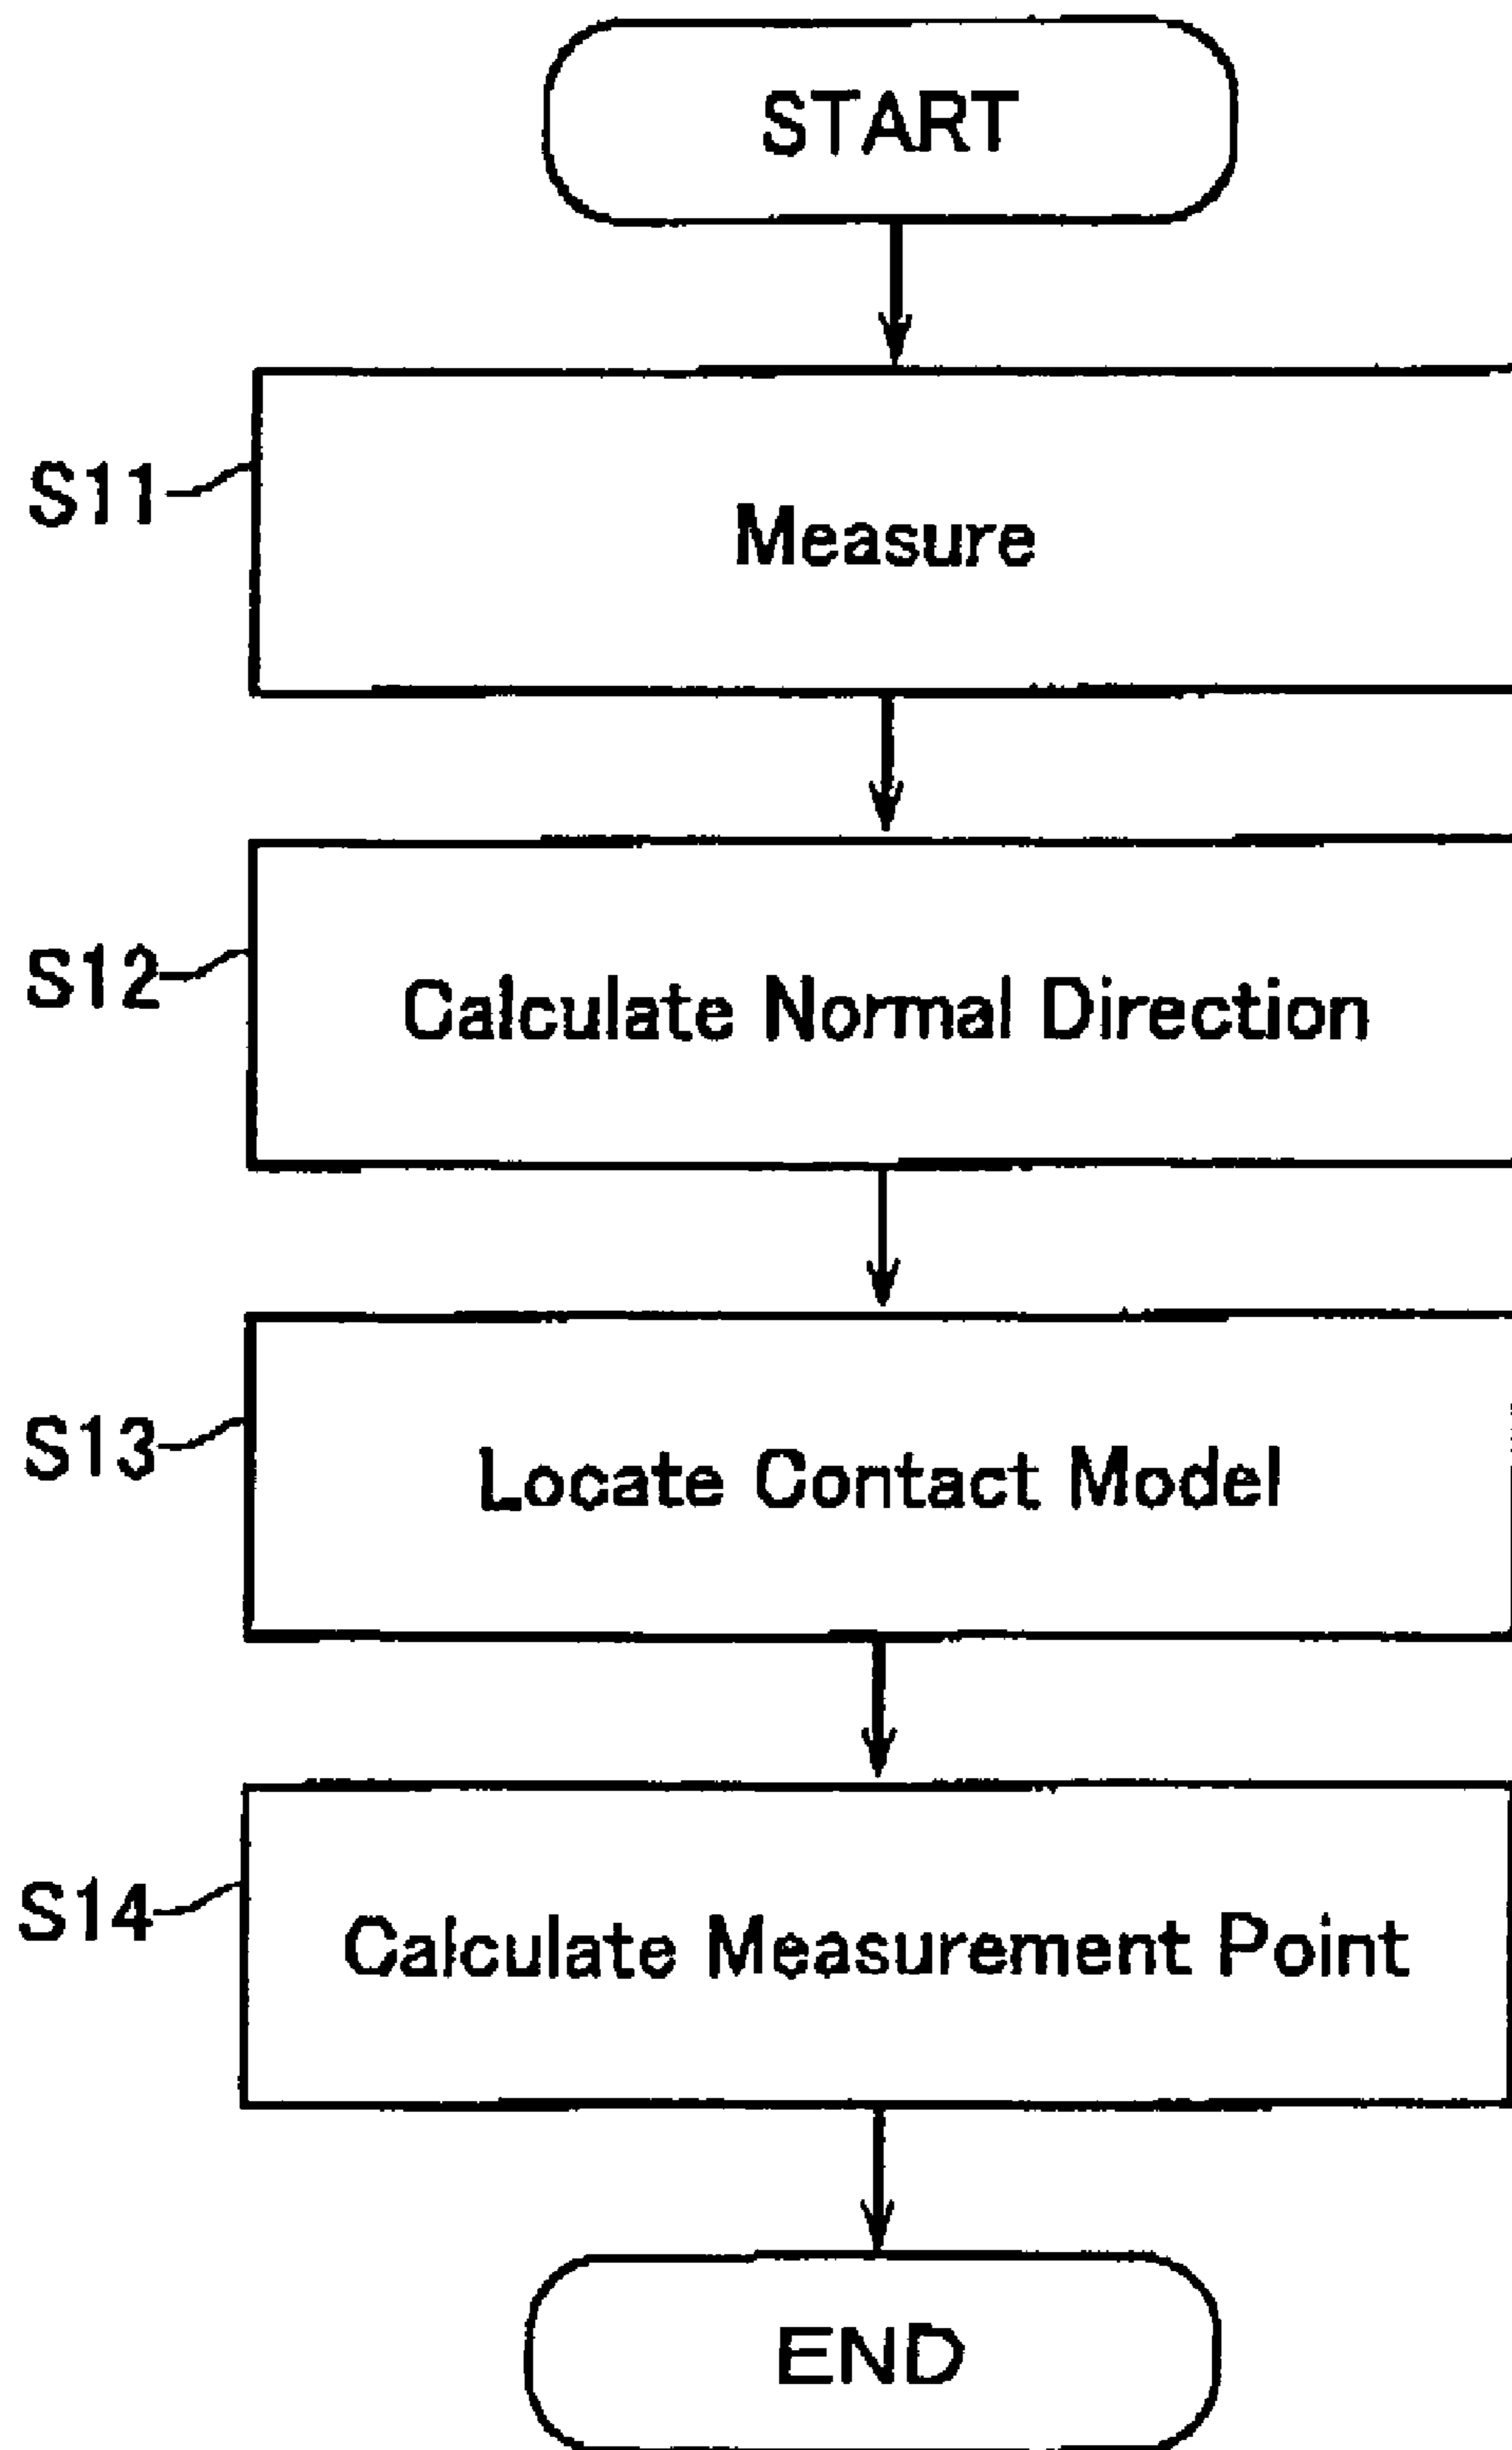 START
S11
Measure
S12
Calculate Normal Direction
S13
Locate Contact Model
S14
Calculate Measurement Point
END